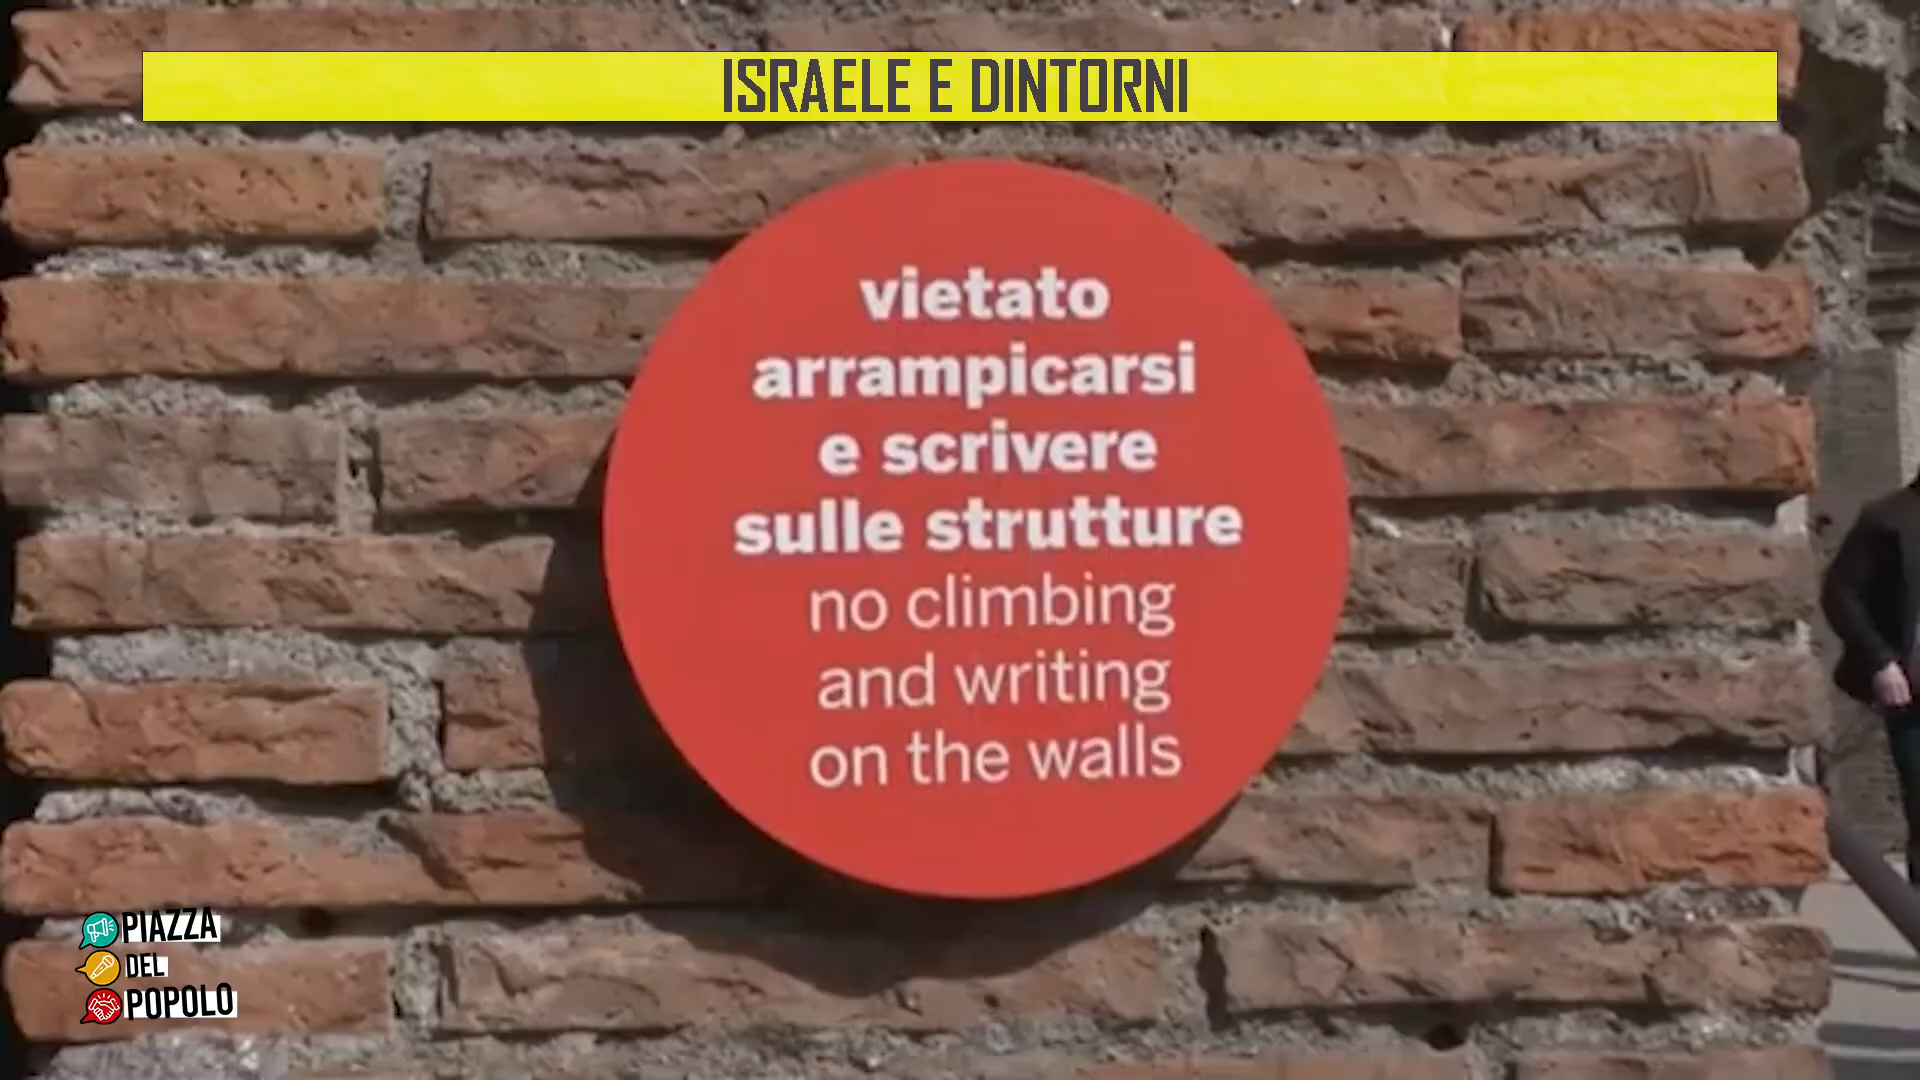 ISRAELE E DINTORNI
vietato
arrampicarsi
e scrivere
sulle strutture
no climbing
and writing
on the walls
PIAZZA
DEL
POPOLO